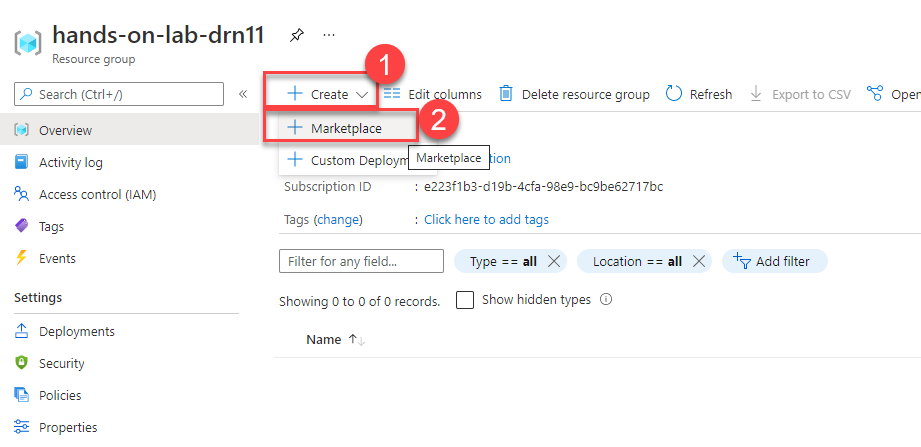 hands-on-lab-drn11
Resource group
Search (Ctrl+/)
Overview
Activity log
Access control (IAM)
Tags
Events
Settings
Deployments
Security
Policies
Properties
1
Create Edit columns Delete resource group Refresh Export to CSV Open
Marketplace
2
Custom Deploym
Marketplace
Subscription ID : e223f1b3-d19b-4cfa-98e9-bc9be62717bc
Tags (change) : Click here to add tags
Filter for any field... Type == all Location == all Add filter
Showing 0 to 0 of 0 records. Show hidden types
Name